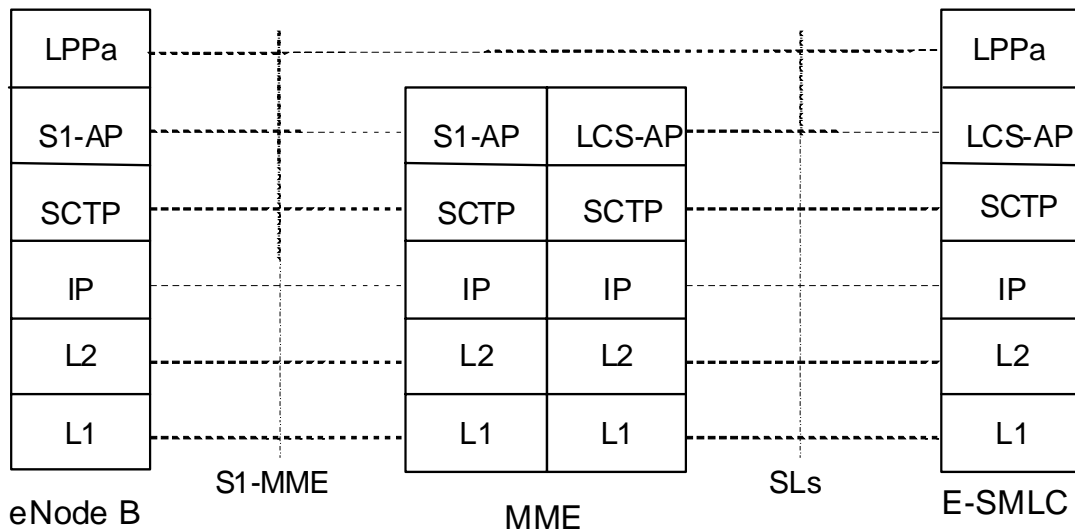 LPPa LPPa
S1-AP S1-AP LCS-AP LCS-AP
SCTP SCTP SCTP SCTP
IP IP IP IP
L2 L2 L2 L2
L1 L1 L1 L1
S1-MME SLs
eNode B MME E-SMLC